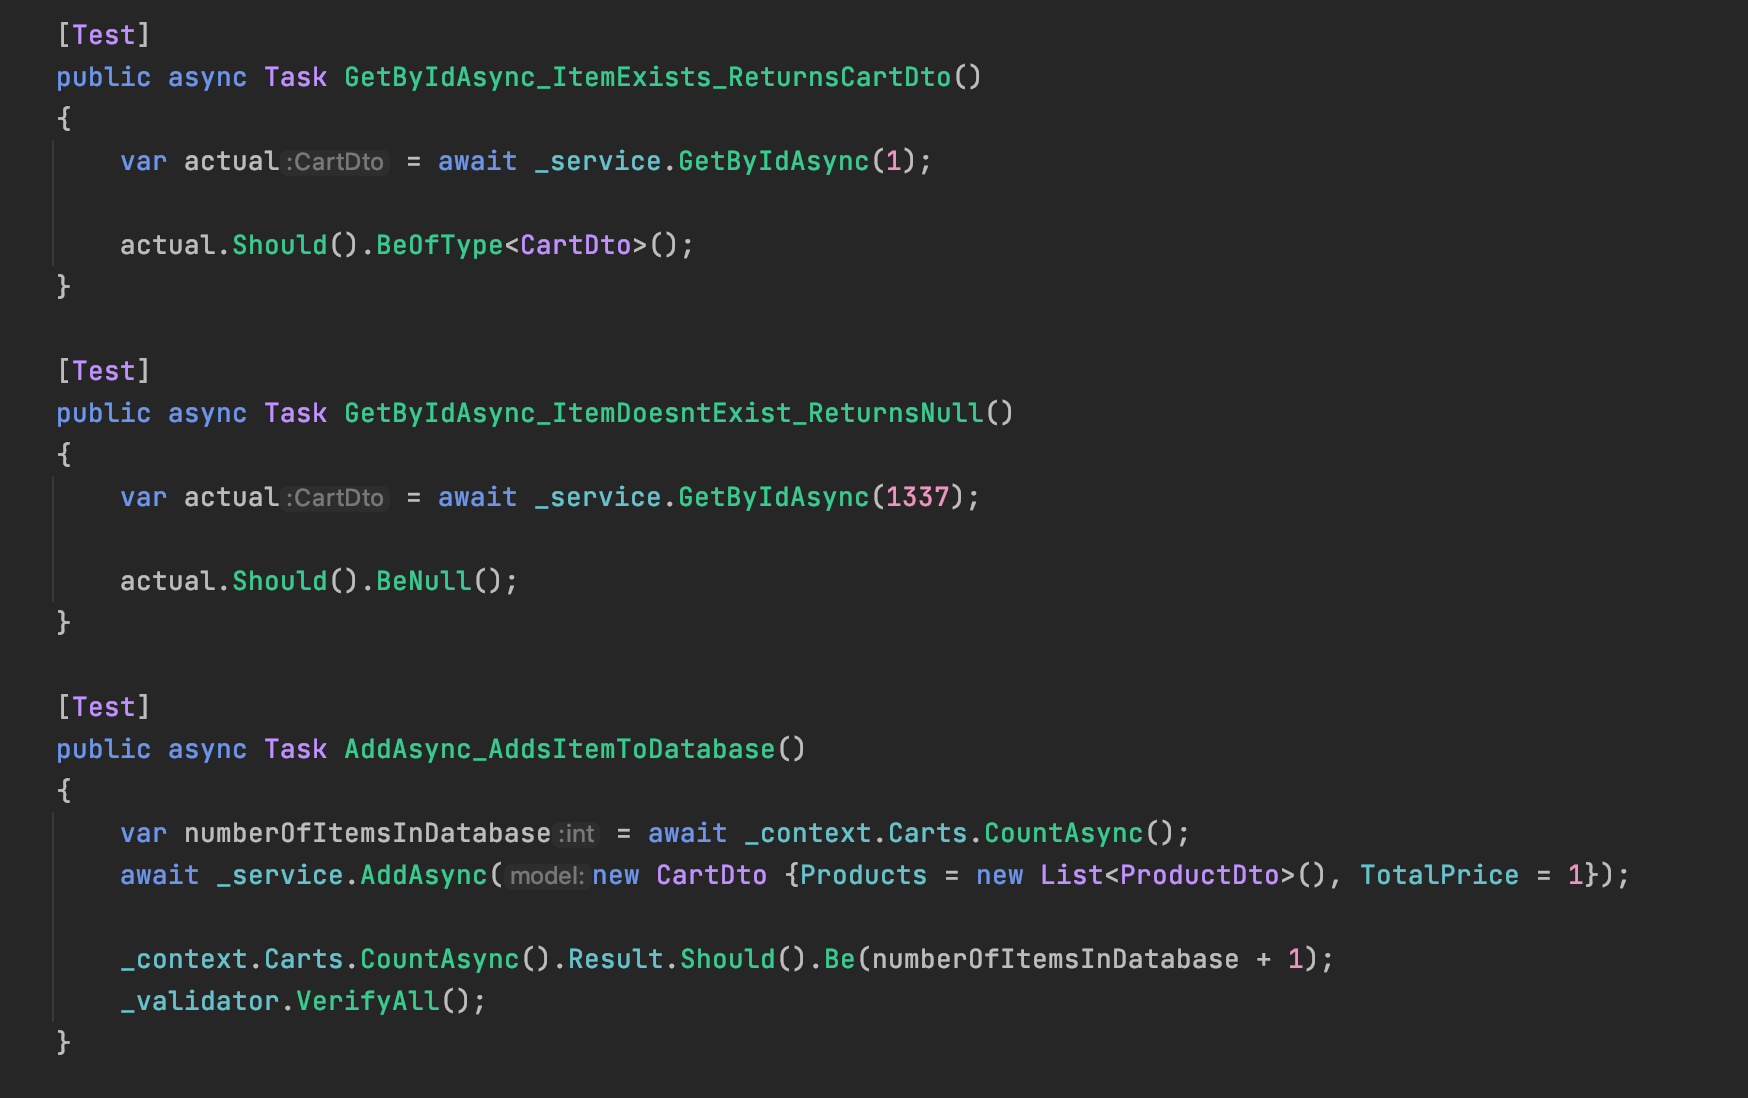 [Test]
public async Task GetByIdAsync_ItemExists_ReturnsCartDto()
{
    var actual :CartDto = await _service.GetByIdAsync(1);
    actual.Should().BeOfType<CartDto>();
}
[Test]
public async Task GetByIdAsync_ItemDoesntExist_ReturnsNull()
{
    var actual :CartDto = await _service.GetByIdAsync(1337);
    actual.Should().BeNull();
}
[Test]
public async Task AddAsync_AddsItemToDatabase()
{
    var numberOfItemsInDatabase :int = await _context.Carts.CountAsync();
    await _service.AddAsync( model: new CartDto {Products = new List<ProductDto>(), TotalPrice = 1});
    _context.Carts.CountAsync().Result.Should().Be(numberOfItemsInDatabase + 1);
    _validator.VerifyAll();
}